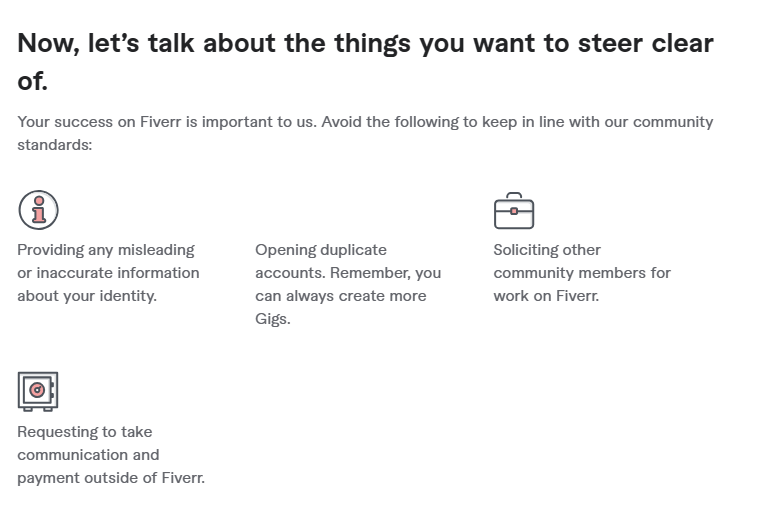 Now, let's talk about the things you want to steer clear
of.
Your success on Fiverr is important to us. Avoid the following to keep in line with our community
standards:
Providing any misleading
or inaccurate information
about your identity.
Opening duplicate
accounts. Remember, you
can always create more
Gigs.
Soliciting other
community members for
work on Fiverr.
Requesting to take
communication and
payment outside of Fiverr.